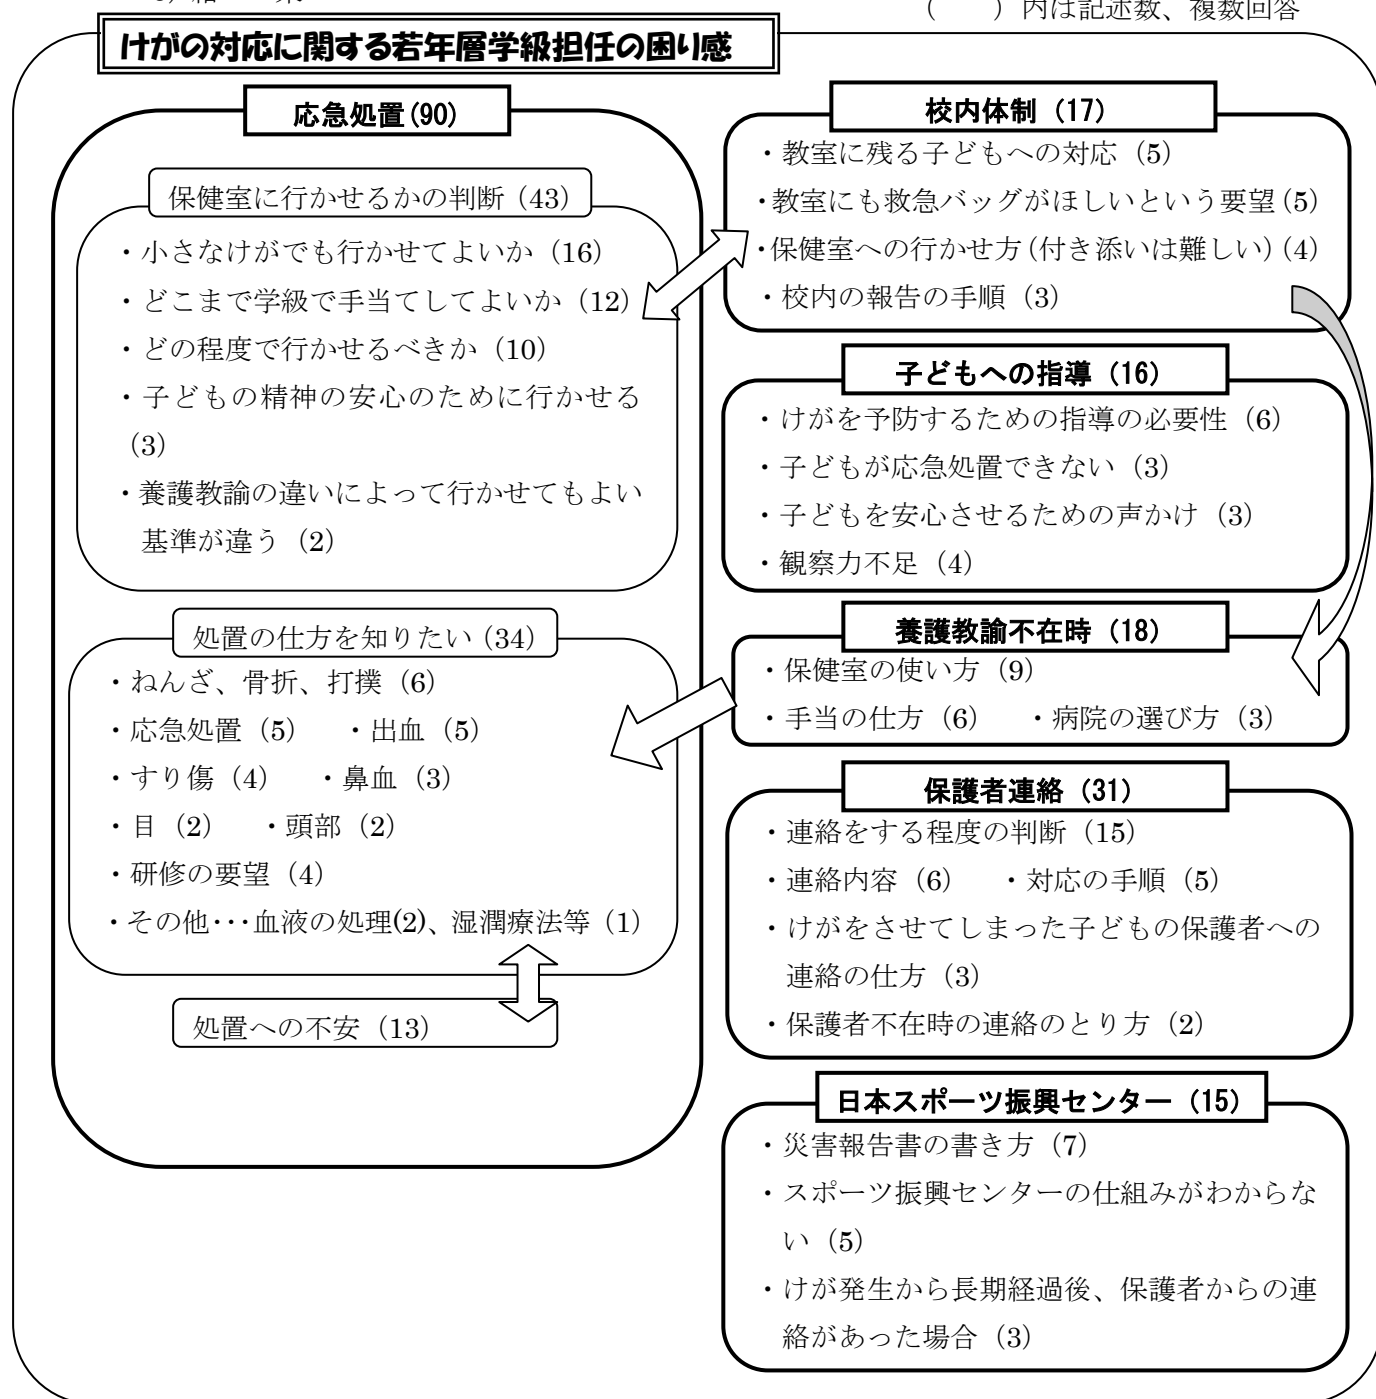 （　　）内は記述数、複数回答
けがの対応に関する若年層学級担任の困り感
応急処置(90)
保健室に行かせるかの判断（43）
・小さなけがでも行かせてよいか（16）
・どこまで学級で手当てしてよいか（12）
・どの程度で行かせるべきか（10）
・子どもの精神の安心のために行かせる
（3）
・養護教諭の違いによって行かせてもよい
基準が違う（2）
処置の仕方を知りたい（34）
・ねんざ、骨折、打撲（6）
・応急処置（5）　・出血（5）
・すり傷（4）　・鼻血（3）
・目（2）　・頭部（2）
・研修の要望（4）
・その他･･･血液の処理(2)、湿潤療法等（1）
処置への不安（13）
校内体制（17）
・教室に残る子どもへの対応（5）
・教室にも救急バッグがほしいという要望（5）
・保健室への行かせ方（付き添いは難しい）（4）
・校内の報告の手順（3）
子どもへの指導（16）
・けがを予防するための指導の必要性（6）
・子どもが応急処置できない（3）
・子どもを安心させるための声かけ（3）
・観察力不足（4）
養護教諭不在時（18）
・保健室の使い方（9）
・手当の仕方（6）　・病院の選び方（3）
保護者連絡（31）
・連絡をする程度の判断（15）
・連絡内容（6）　・対応の手順（5）
・けがをさせてしまった子どもの保護者への
連絡の仕方（3）
・保護者不在時の連絡のとり方（2）
日本スポーツ振興センター（15）
・災害報告書の書き方（7）
・スポーツ振興センターの仕組みがわからな
い（5）
・けが発生から長期経過後、保護者からの連
絡があった場合（3）